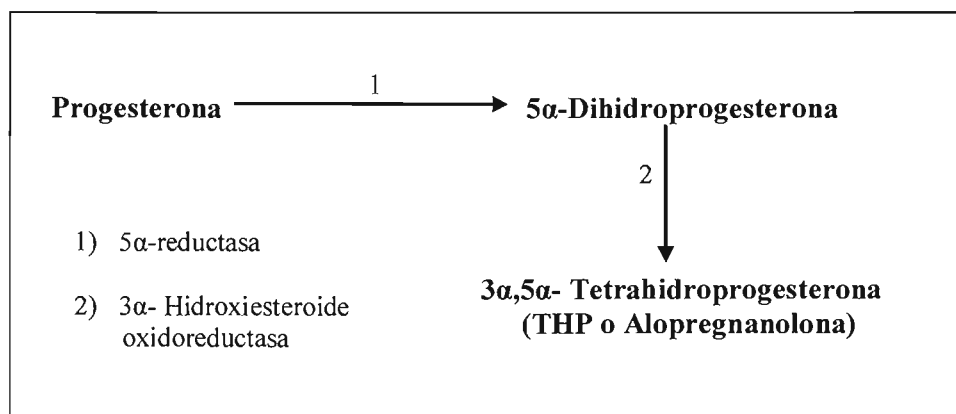 1
Progesterona 5α-Dihidroprogesterona
2
1) 5α-reductasa
2) 3α- Hidroxiesteroide
oxidoreductasa
3α,5α- Tetrahidroprogesterona
(THP o Alopregnanolona)